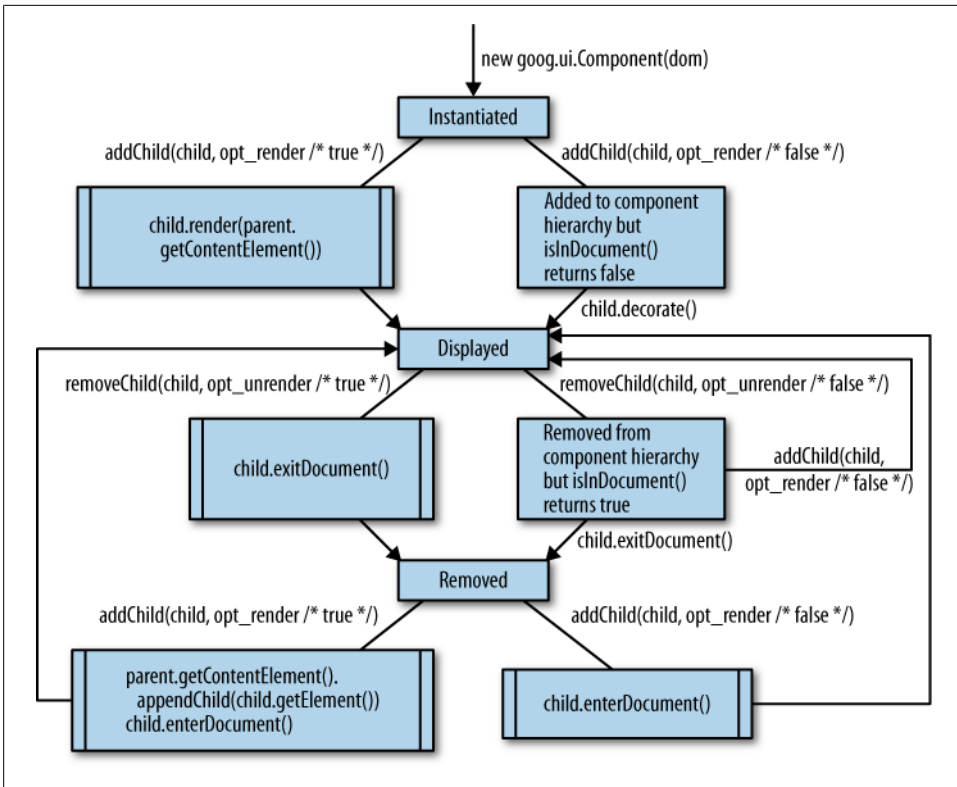 new goog.ui.Component(dom)
Instantiated
addChild(child, opt_render /* true */)
addChild(child, opt_render /* false */)
child.render(parent.
getContentElement())
Added to component
hierarchy but
isInDocument()
returns false
child.decorate()
Displayed
removeChild(child, opt_unrender /* true */)
removeChild(child, opt_unrender /* false */)
child.exitDocument()
Removed from
component hierarchy
but isInDocument()
returns true
addChild(child,
opt_render /* false */)
child.exitDocument()
Removed
addChild(child, opt_render /* true */)
addChild(child, opt_render /* false */)
parent.getContentElement().
appendChild(child.getElement())
child.enterDocument()
child.enterDocument()